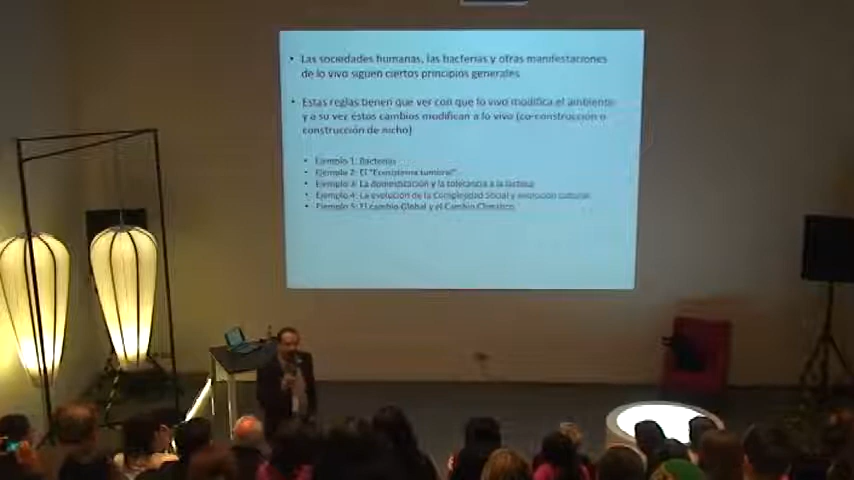 • Las sociedades humanas, las bacterias y otras manifestaciones
de lo vivo siguen ciertos principios generales
• Estas reglas tienen que ver con que lo vivo modifica el ambiente
y a su vez estos cambios modifican a lo vivo (co-construcción o
construcción de nicho)
• Ejemplo 1: Bacterias
• Ejemplo 2: El "Ecosistema tumoral"
• Ejemplo 3: La domesticación y la tolerancia a la lactosa
• Ejemplo 4: La evolución de la Complejidad Social y evolución cultural
• Ejemplo 5: El cambio Global y el Cambio Climático